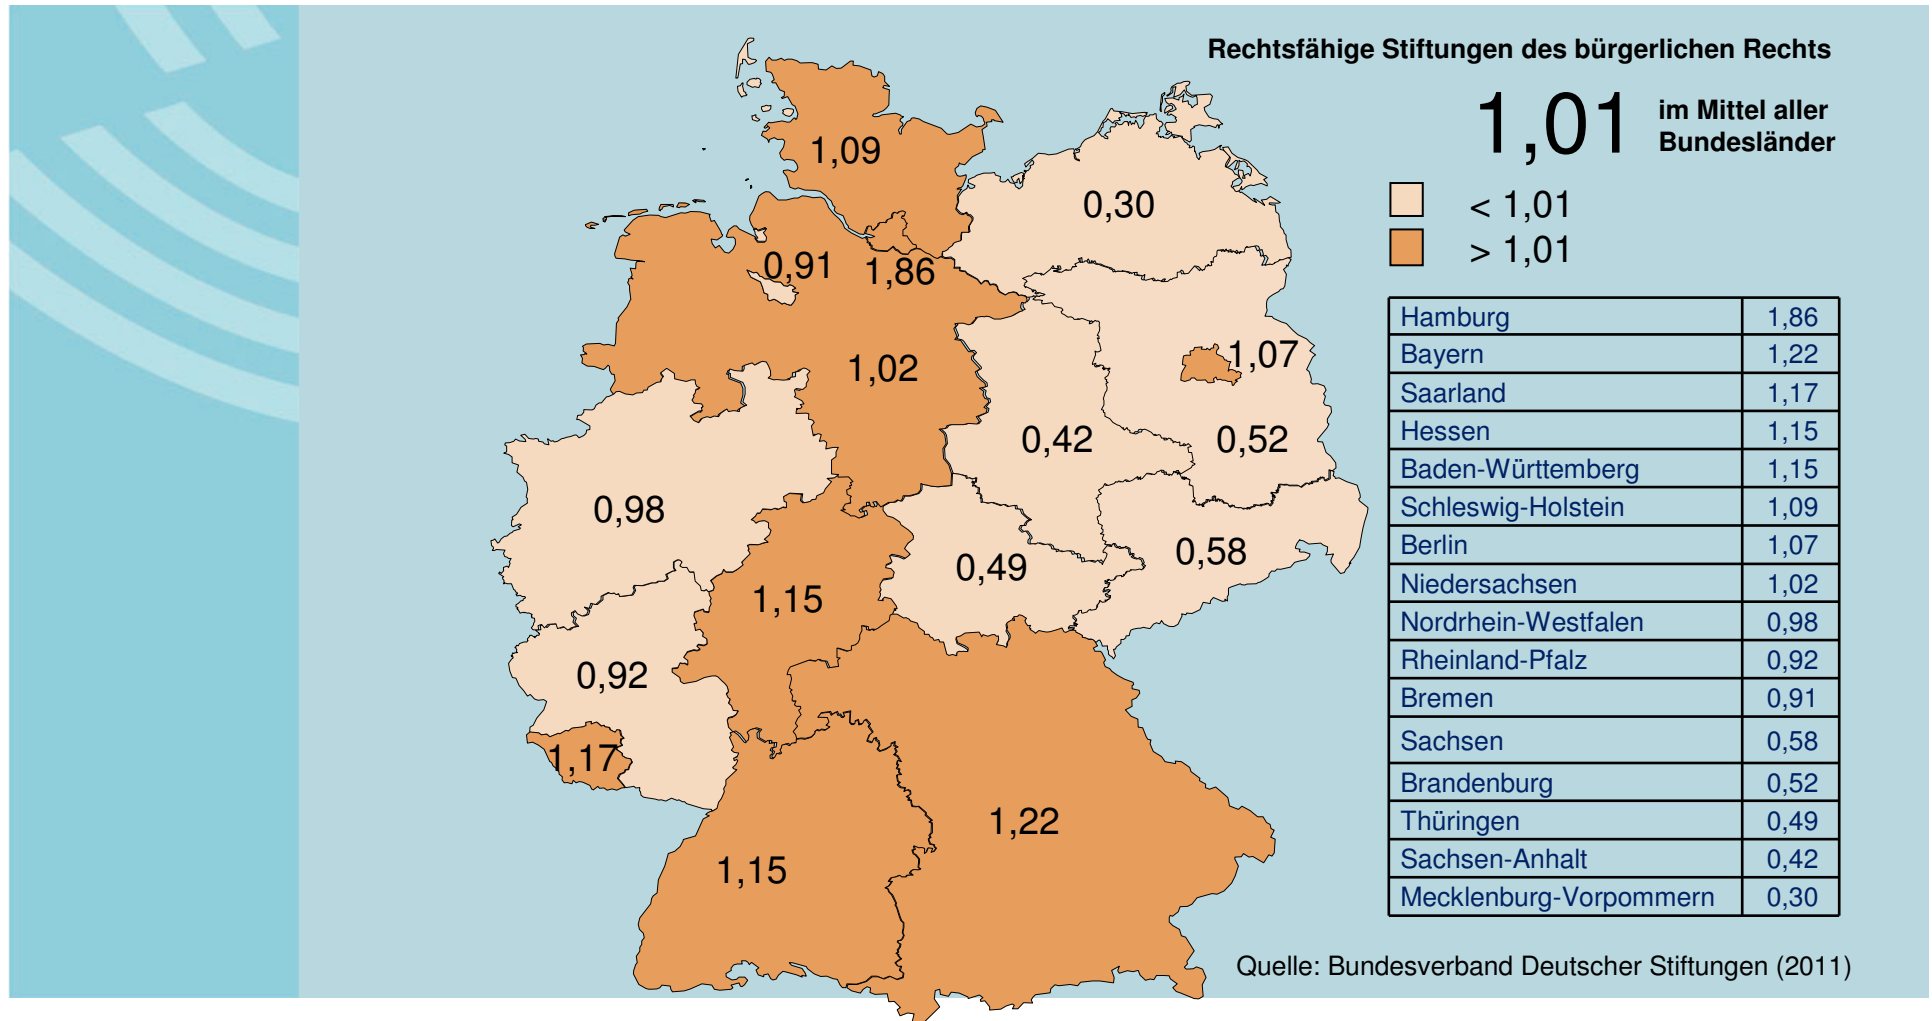 Rechtsfähige Stiftungen des bürgerlichen Rechts
1,01 im Mittel aller
Bundesländer
< 1,01
> 1,01
1,09
0,30
0,91 1,86
1,02
1,07
0,42
0,52
0,98
0,49
0,58
1,15
0,92
1,17
1,22
1,15
Hamburg 1,86
Bayern 1,22
Saarland 1,17
Hessen 1,15
Baden-Württemberg 1,15
Schleswig-Holstein 1,09
Berlin 1,07
Niedersachsen 1,02
Nordrhein-Westfalen 0,98
Rheinland-Pfalz 0,92
Bremen 0,91
Sachsen 0,58
Brandenburg 0,52
Thüringen 0,49
Sachsen-Anhalt 0,42
Mecklenburg-Vorpommern 0,30
Quelle: Bundesverband Deutscher Stiftungen (2011)